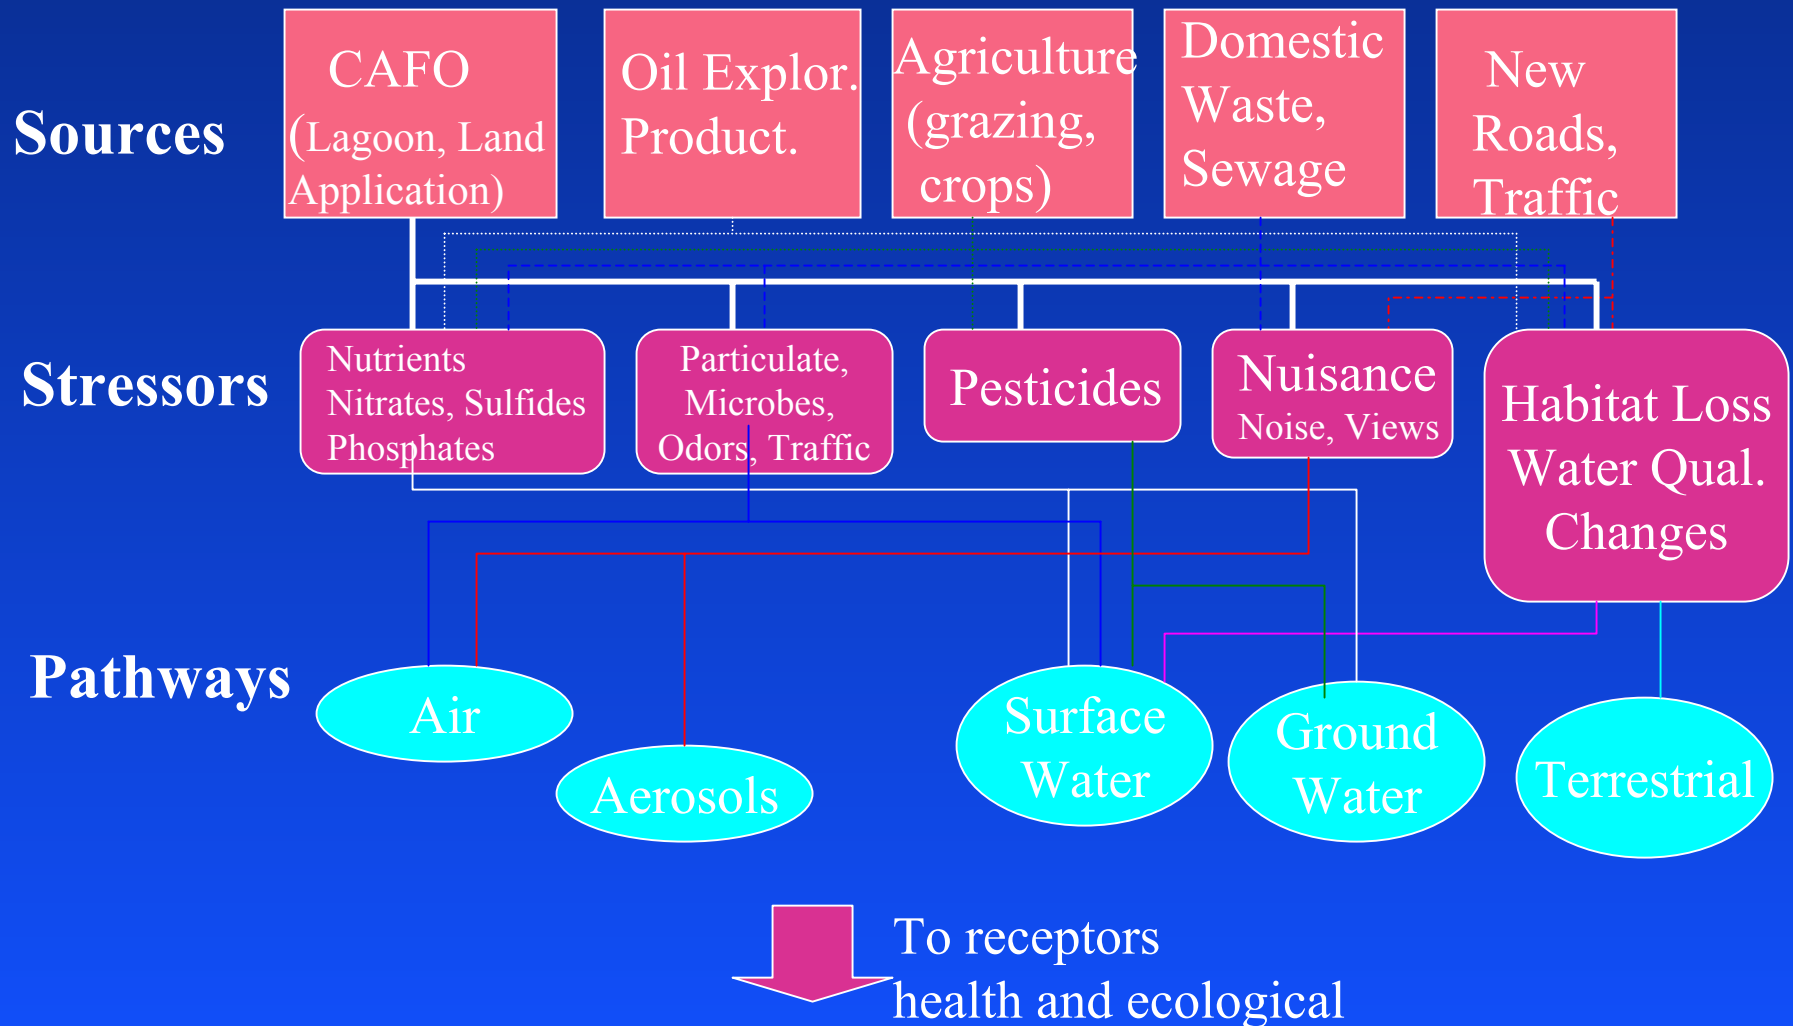 Sources
CAFO
(Lagoon, Land
Application)
Oil Explor.
Product.
Agriculture
(grazing,
crops)
Domestic
Waste,
Sewage
New
Roads,
Traffic
Stressors
Nutrients
Nitrates, Sulfides
Phosphates
Particulate,
Microbes,
Odors, Traffic
Pesticides
Nuisance
Noise, Views
Habitat Loss
Water Qual.
Changes
Pathways
Air
Aerosols
Surface
Water
Ground
Water
Terrestrial
To receptors
health and ecological